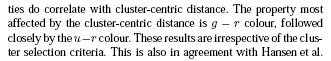 ties do correlate with cluster-centric distance. The property most
affected by the cluster-centric distance is g − r colour, followed
closely by the u−r colour. These results are irrespective of the clus-
ter selection criteria. This is also in agreement with Hansen et al.